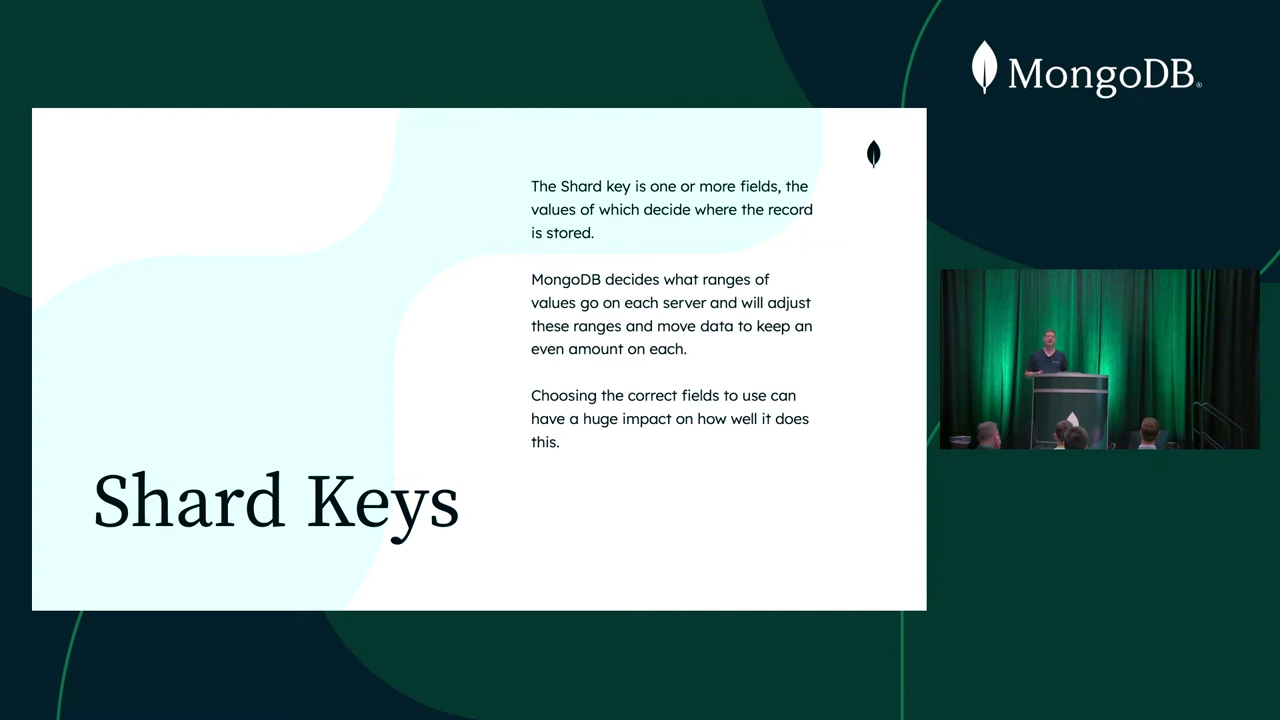 MongoDB®
The Shard key is one or more fields, the
values of which decide where the record
is stored.
MongoDB decides what ranges of
values go on each server and will adjust
these ranges and move data to keep an
even amount on each.
Choosing the correct fields to use can
have a huge impact on how well it does
this.
Shard Keys